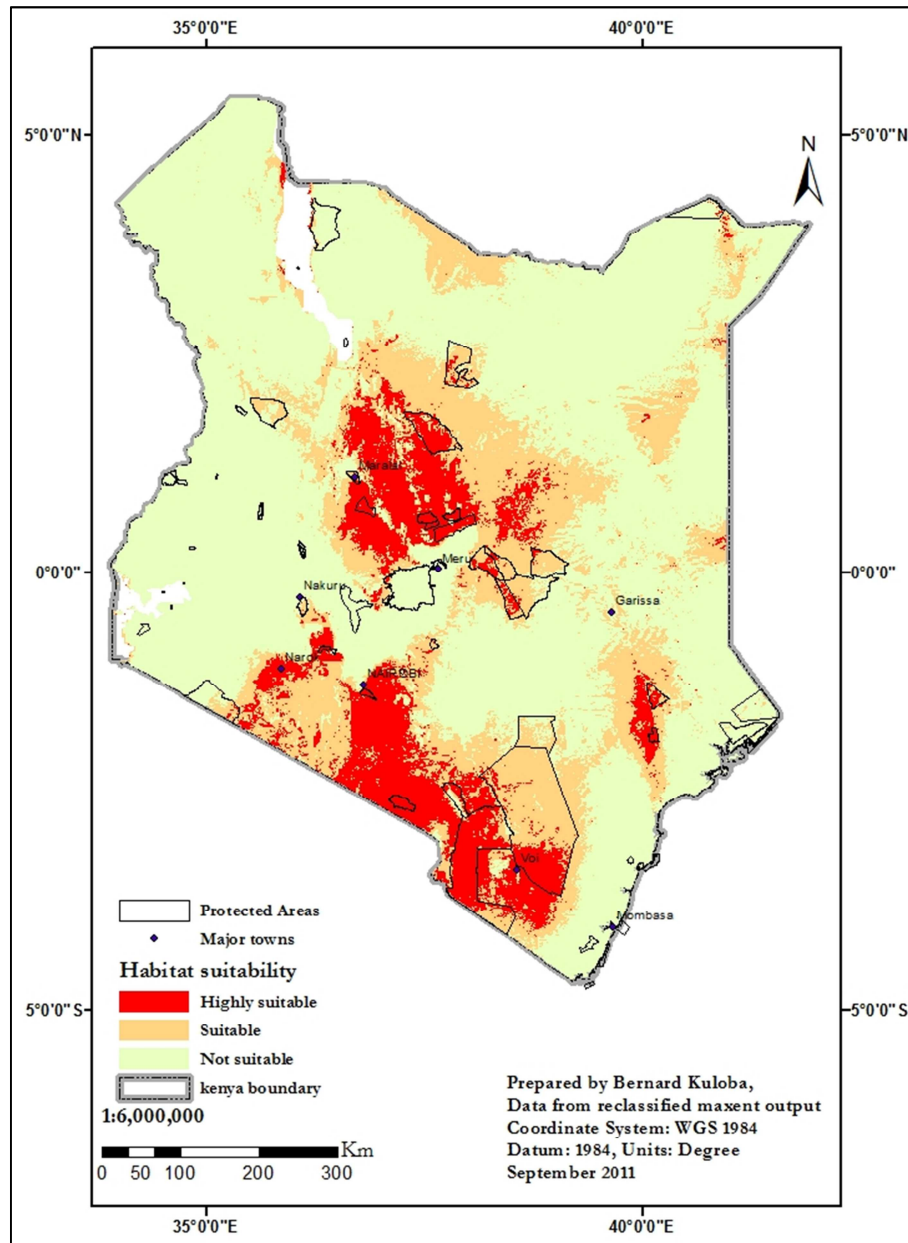 35°0'0"E
40°0'0"E
5°0'0"N
5°0'0"N
N
Maralal
Meru
0°0'0"
0°0'0"
Nakuru
Garissa
Narok
NAIROBI
Voi
Mombasa
Protected Areas
Major towns
Habitat suitability
Highly suitable
Suitable
Not suitable
kenya boundary
5°0'0"S
5°0'0"S
1:6,000,000
Km
0 50 100 200 300
Prepared by Bernard Kuloba,
Data from reclassified maxent output
Coordinate System: WGS 1984
Datum: 1984, Units: Degree
September 2011
35°0'0"E
40°0'0"E